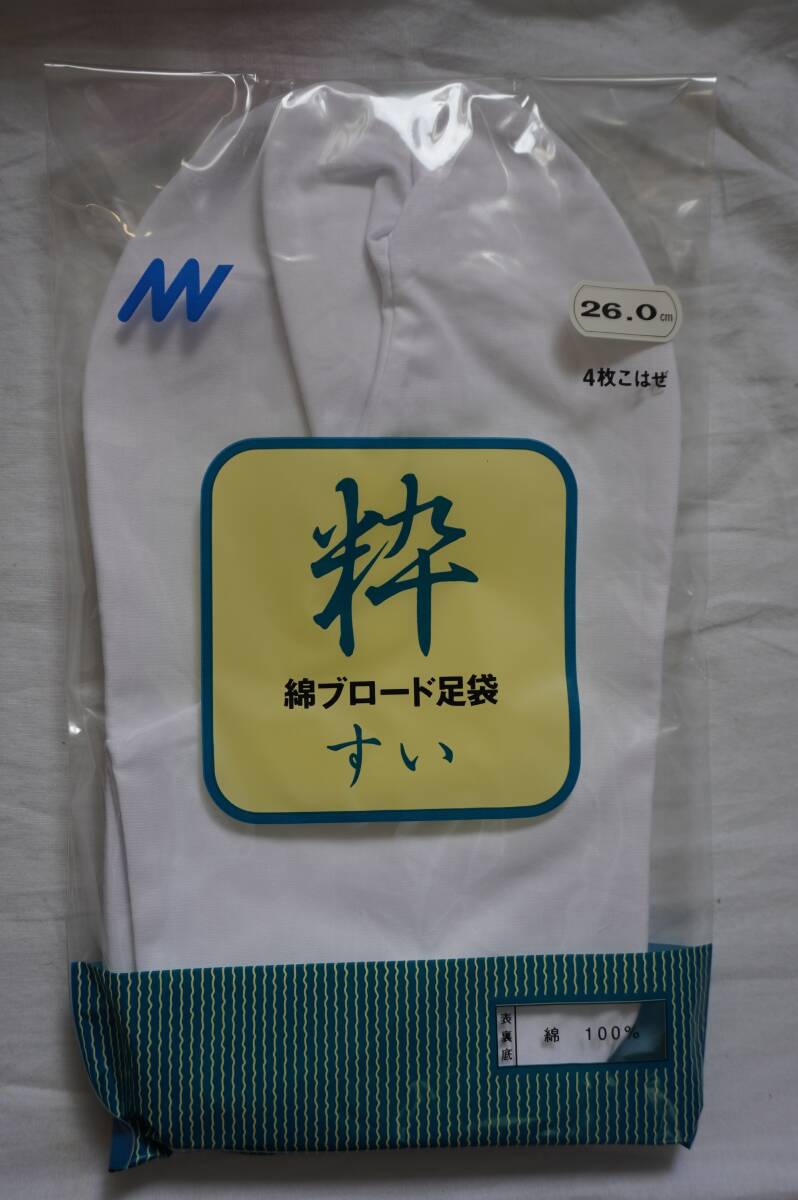 26.0cm
4枚こはぜ
粋
綿ブロード足袋
すい
表
裏
底
綿 100%